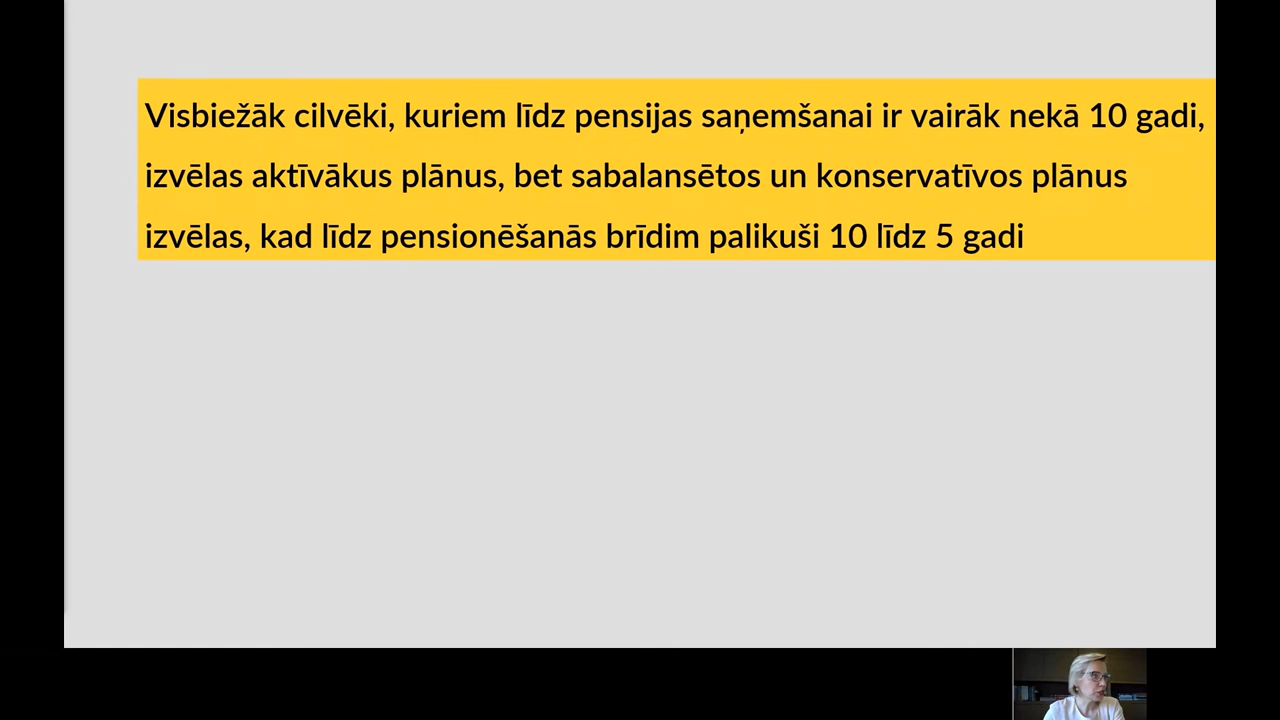 Visbiežāk cilvēki, kuriem līdz pensijas saņemšanai ir vairāk nekā 10 gadi,
izvēlas aktīvākus plānus, bet sabalansētos un konservatīvos plānus
izvēlas, kad līdz pensionēšanās brīdim palikuši 10 līdz 5 gadi